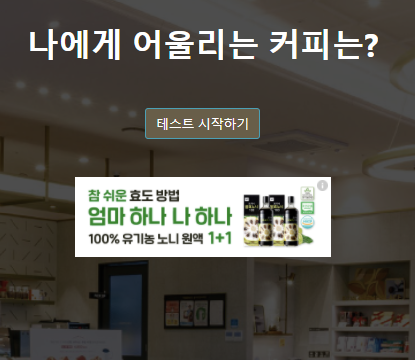 나에게 어울리는 커피는?
테스트 시작하기
참 쉬운 효도 방법
엄마 하나 나 하나
100% 유기농 노니 원액 1+1